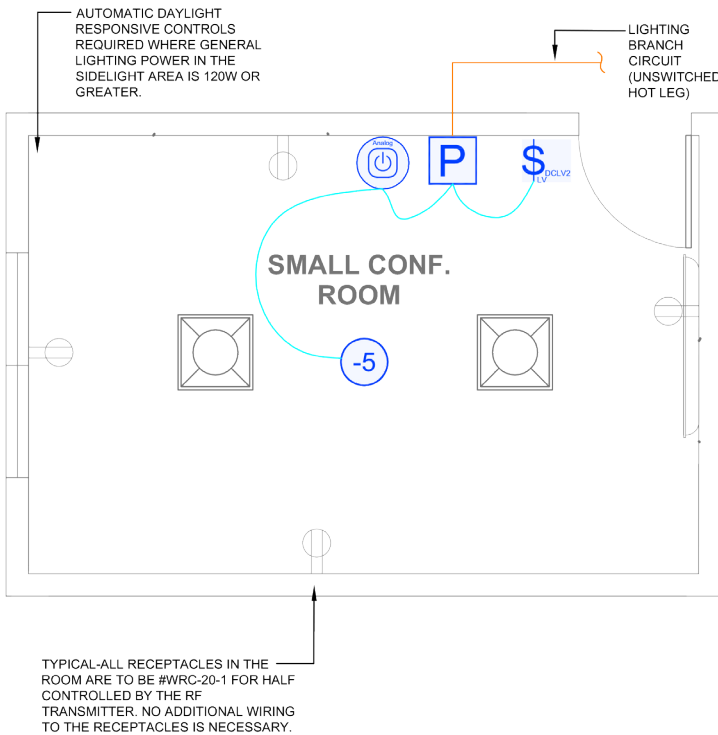 AUTOMATIC DAYLIGHT
RESPONSIVE CONTROLS
REQUIRED WHERE GENERAL
LIGHTING POWER IN THE
SIDELIGHT AREA IS 120W OR
GREATER.
LIGHTING
BRANCH
CIRCUIT
(UNSWITCHED
HOT LEG)
Analog
P
$
DCLV2
LV
SMALL CONF.
ROOM
-5
TYPICAL-ALL RECEPTACLES IN THE
ROOM ARE TO BE #WRC-20-1 FOR HALF
CONTROLLED BY THE RF
TRANSMITTER. NO ADDITIONAL WIRING
TO THE RECEPTACLES IS NECESSARY.